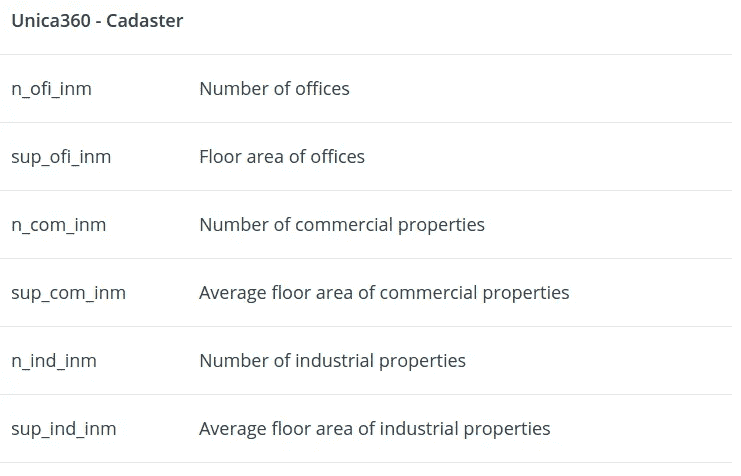 Unica360 - Cadaster
n_ofi_inm Number of offices
sup_ofi_inm Floor area of offices
n_com_inm Number of commercial properties
sup_com_inm Average floor area of commercial properties
n_ind_inm Number of industrial properties
sup_ind_inm Average floor area of industrial properties